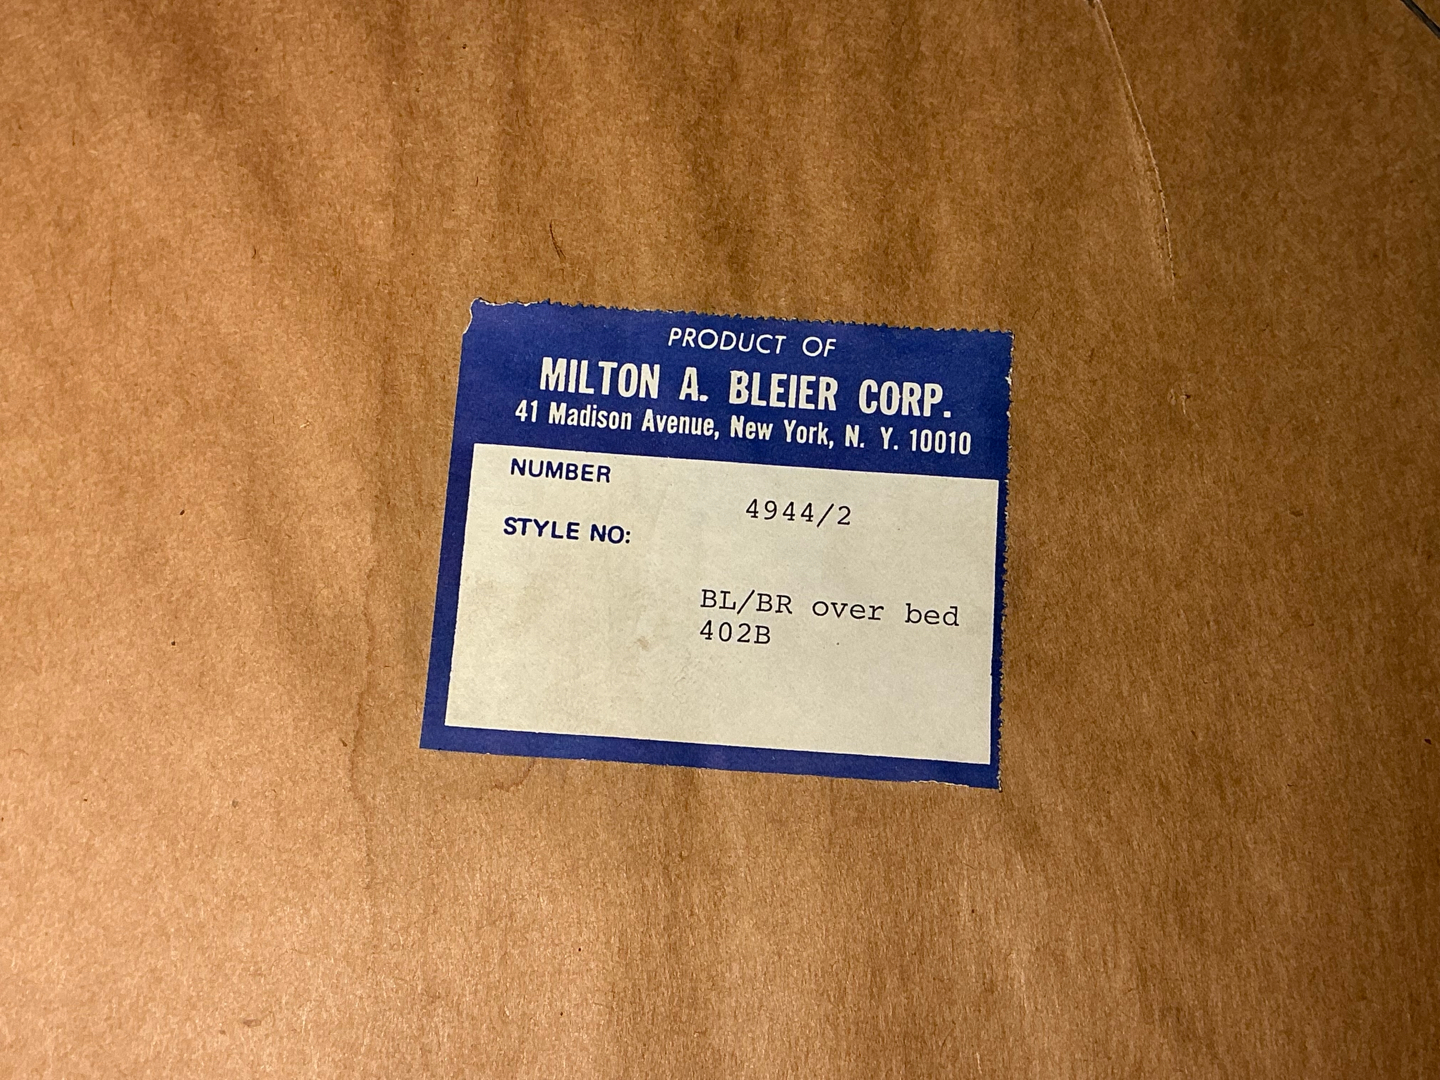 PRODUCT OF
MILTON A. BLEIER CORP.
41 Madison Avenue, New York, N. Y. 10010
NUMBER
4944/2
STYLE NO:
BL/BR over bed
402B